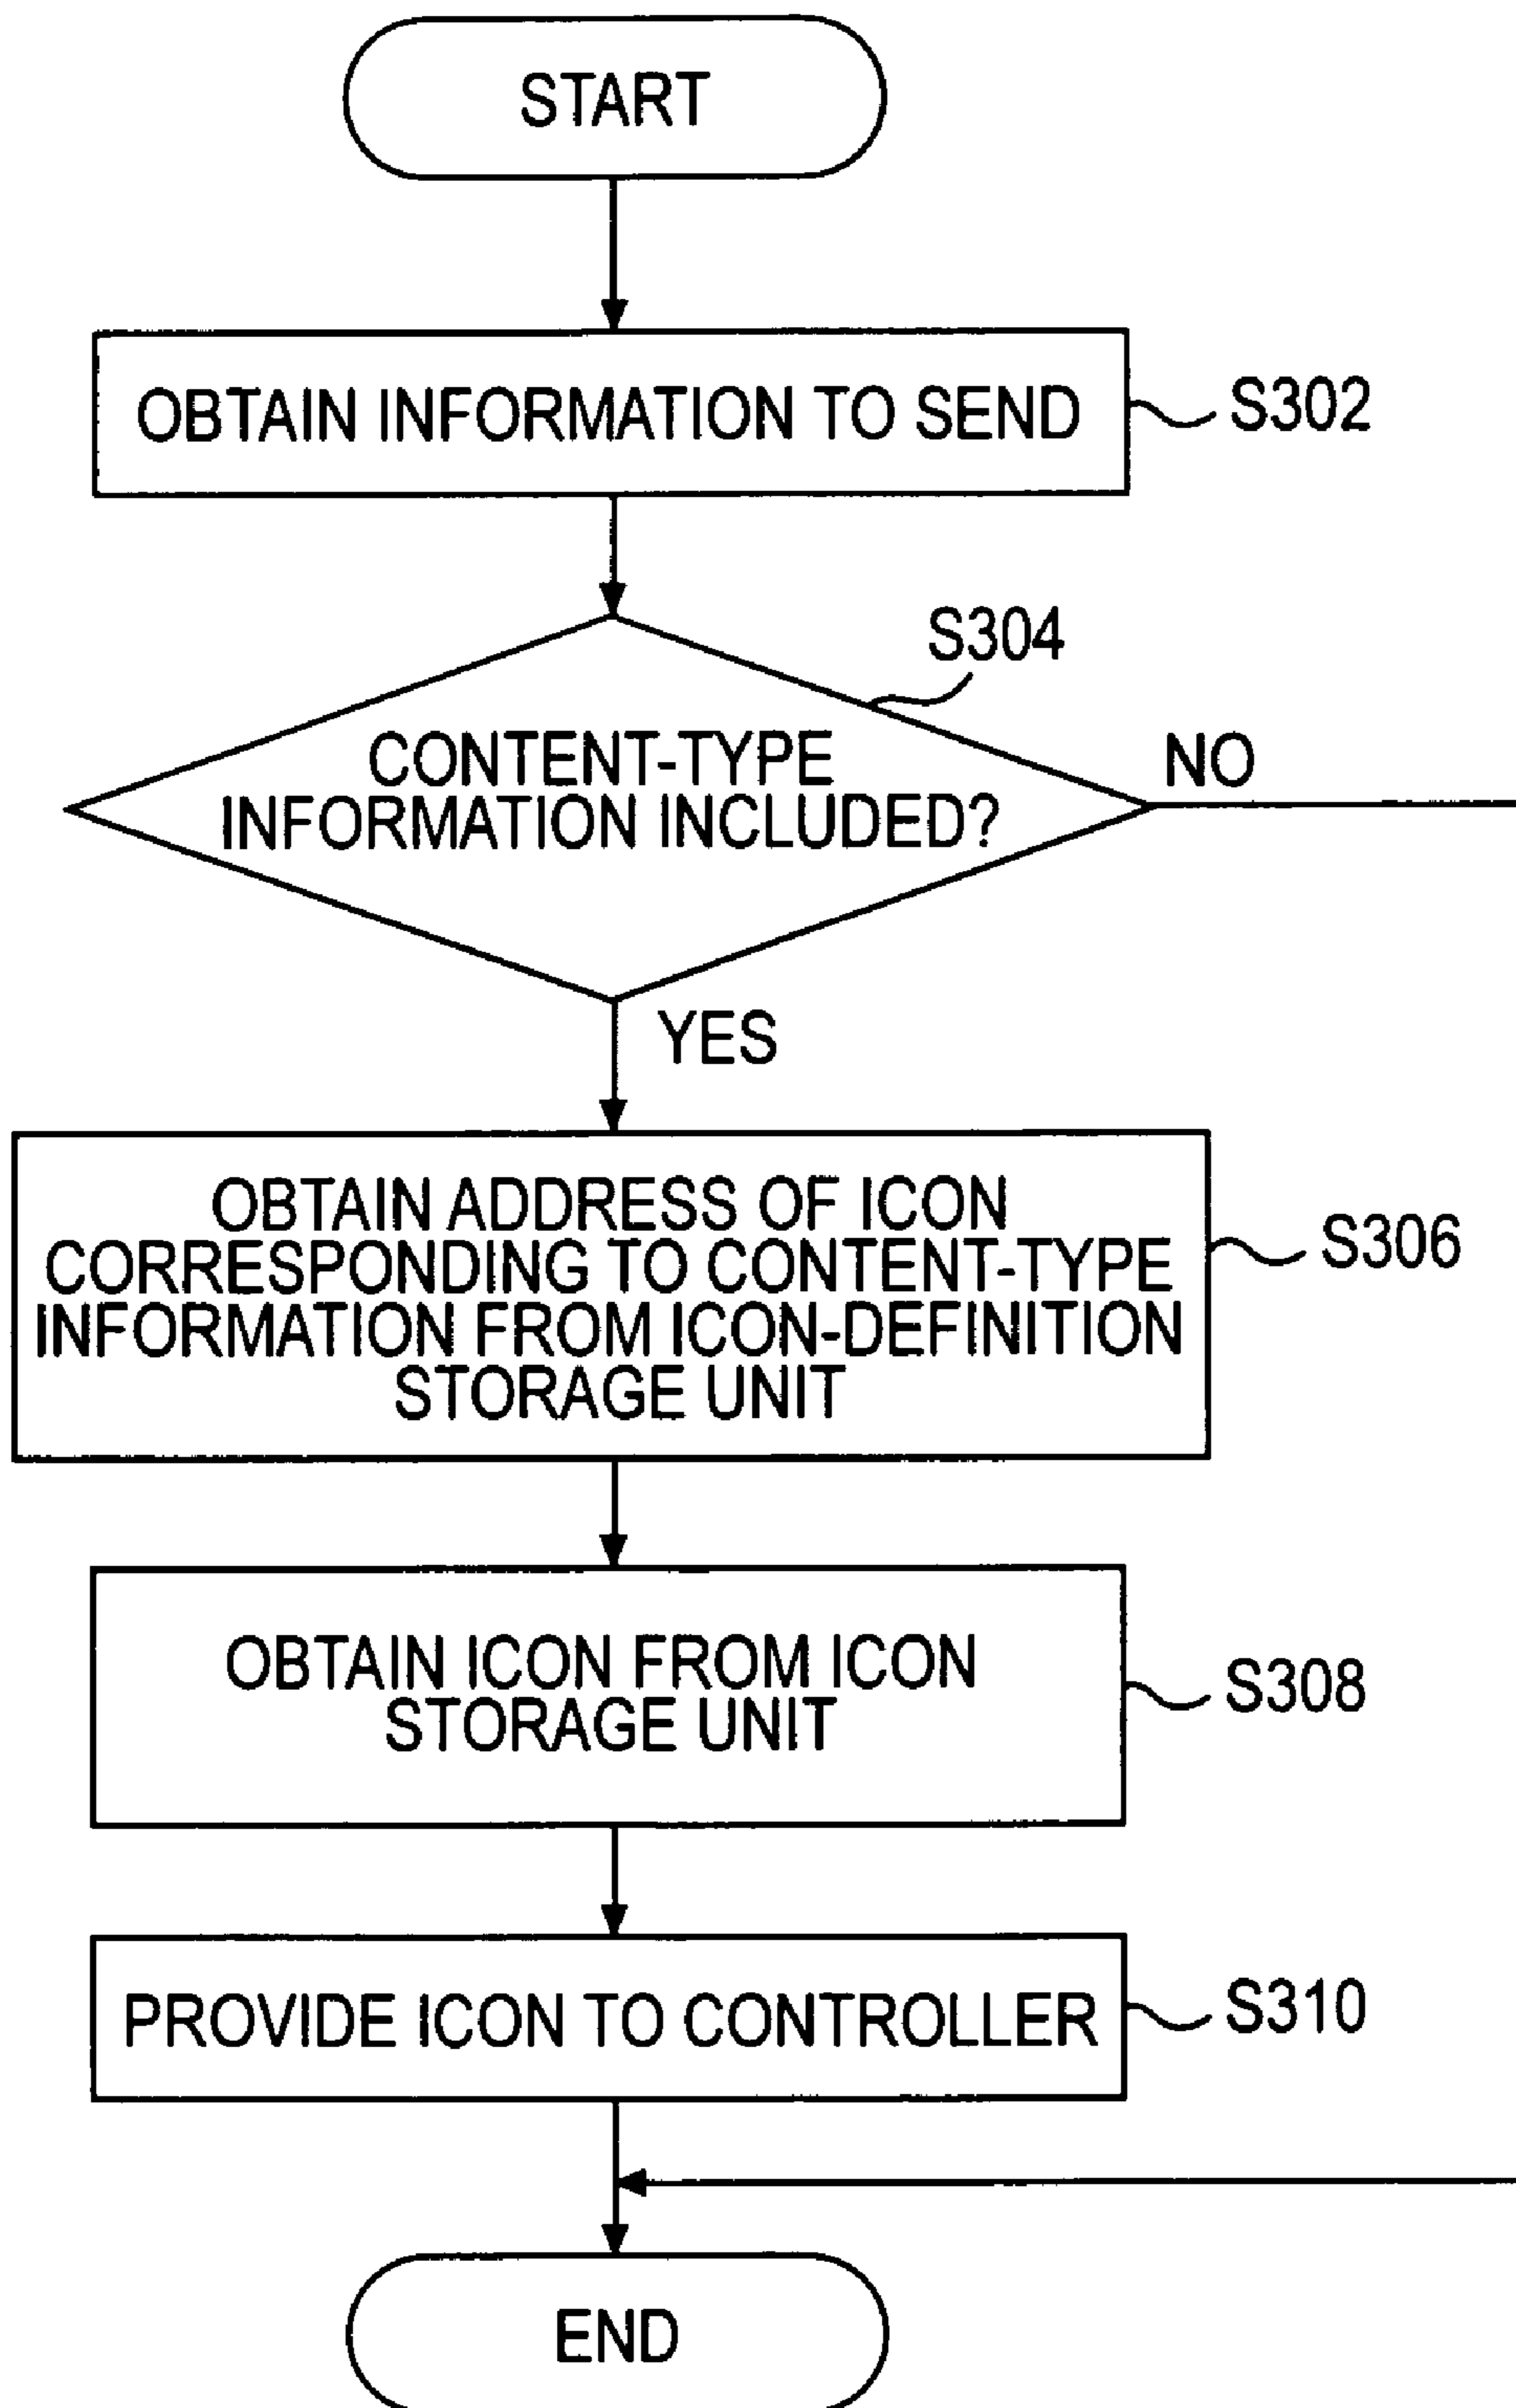 START
OBTAIN INFORMATION TO SEND
S302
S304
CONTENT-TYPE
INFORMATION INCLUDED?
NO
YES
OBTAIN ADDRESS OF ICON
CORRESPONDING TO CONTENT-TYPE
INFORMATION FROM ICON-DEFINITION
STORAGE UNIT
S306
OBTAIN ICON FROM ICON
STORAGE UNIT
S308
PROVIDE ICON TO CONTROLLER
S310
END